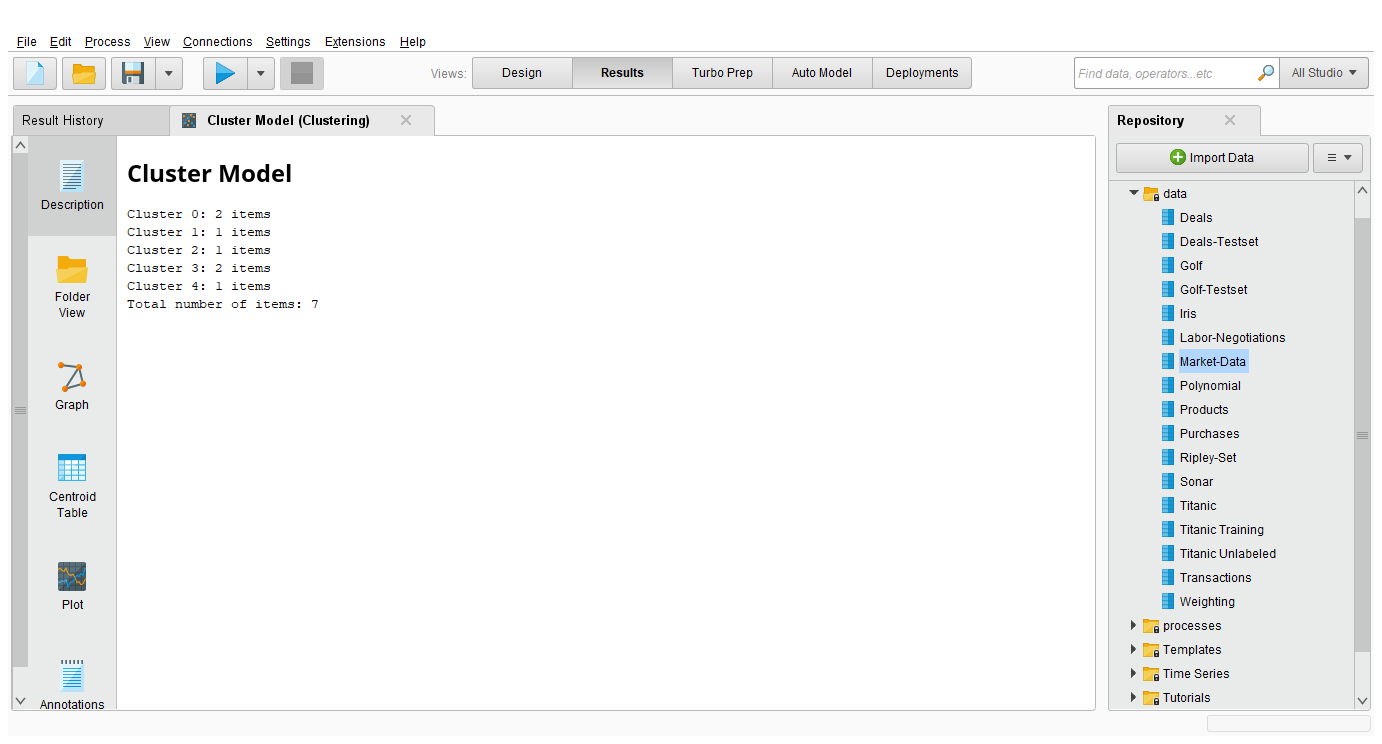 File Edit Process View Connections Settings Extensions Help
Views: Design Results Turbo Prep Auto Model Deployments
Find data, operators...etc
All Studio
Result History
Cluster Model (Clustering)
Description
Folder
View
Graph
Centroid
Table
Plot
Annotations
Cluster Model
Cluster 0: 2 items
Cluster 1: 1 items
Cluster 2: 1 items
Cluster 3: 2 items
Cluster 4: 1 items
Total number of items: 7
Repository
Import Data
data
Deals
Deals-Testset
Golf
Golf-Testset
Iris
Labor-Negotiations
Market-Data
Polynomial
Products
Purchases
Ripley-Set
Sonar
Titanic
Titanic Training
Titanic Unlabeled
Transactions
Weighting
processes
Templates
Time Series
Tutorials